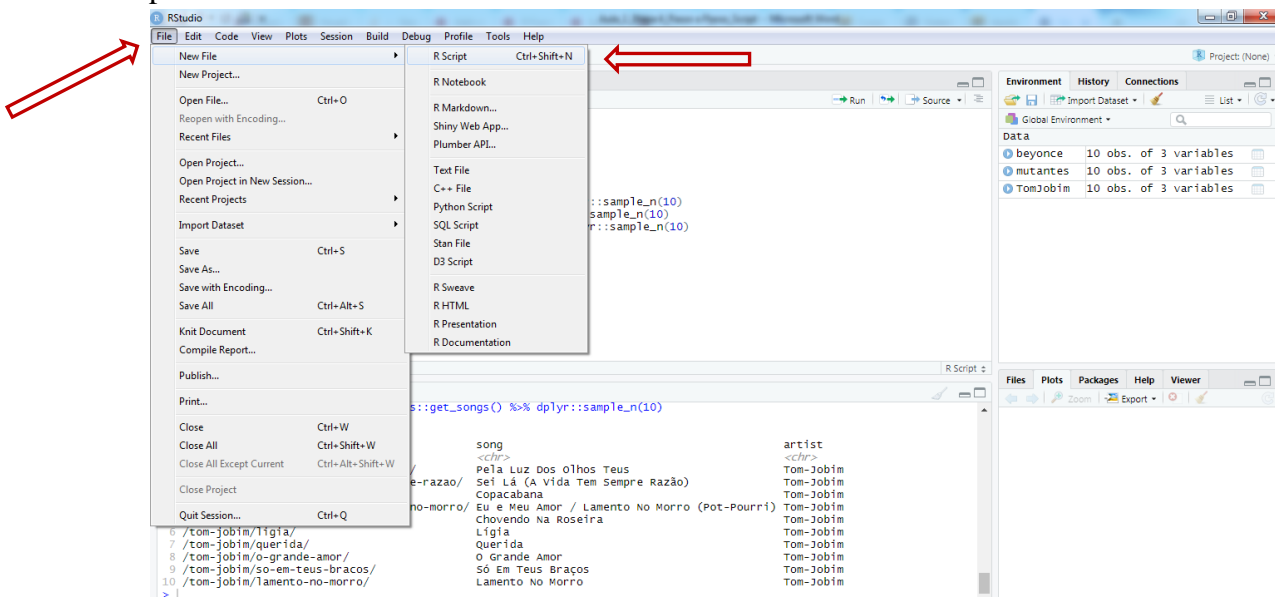 RStudio
File Edit Code View Plots Session Build Debug Profile Tools Help
New File
New Project...
Open File... Ctrl+O
Reopen with Encoding...
Recent Files
Open Project...
Open Project in New Session...
Recent Projects
Import Dataset
Save Ctrl+S
Save As...
Save with Encoding...
Save All Ctrl+Alt+S
Knit Document Ctrl+Shift+K
Compile Report...
Publish...
Print...
Close Ctrl+W
Close All Ctrl+Shift+W
Close All Except Current Ctrl+Alt+Shift+W
Close Project
Quit Session... Ctrl+Q
R Script Ctrl+Shift+N
R Notebook
R Markdown...
Shiny Web App...
Plumber API...
Text File
C++ File
Python Script
SQL Script
Stan File
D3 Script
R Sweave
R HTML
R Presentation
R Documentation
Run Source
::sample_n(10)
sample_n(10)
r::sample_n(10)
R Script
s::get_songs() %>% dplyr::sample_n(10)
song artist
<chr> <chr>
/ Pela Luz Dos Olhos Teus Tom-Jobim
e-razao/ Sei Lá (A Vida Tem Sempre Razão) Tom-Jobim
Copacabana Tom-Jobim
no-morro/ Eu e Meu Amor / Lamento No Morro (Pot-Pourri) Tom-Jobim
Chovendo Na Roseira Tom-Jobim
6 /tom-jobim/ligia/ Lígia Tom-Jobim
7 /tom-jobim/querida/ Querida Tom-Jobim
8 /tom-jobim/o-grande-amor/ O Grande Amor Tom-Jobim
9 /tom-jobim/so-em-teus-bracos/ Só Em Teus Braços Tom-Jobim
10 /tom-jobim/lamento-no-morro/ Lamento No Morro Tom-Jobim
>
Project: (None)
Environment History Connections
Import Dataset List
Global Environment
Data
beyonce 10 obs. of 3 variables
mutantes 10 obs. of 3 variables
TomJobim 10 obs. of 3 variables
Files Plots Packages Help Viewer
Zoom Export